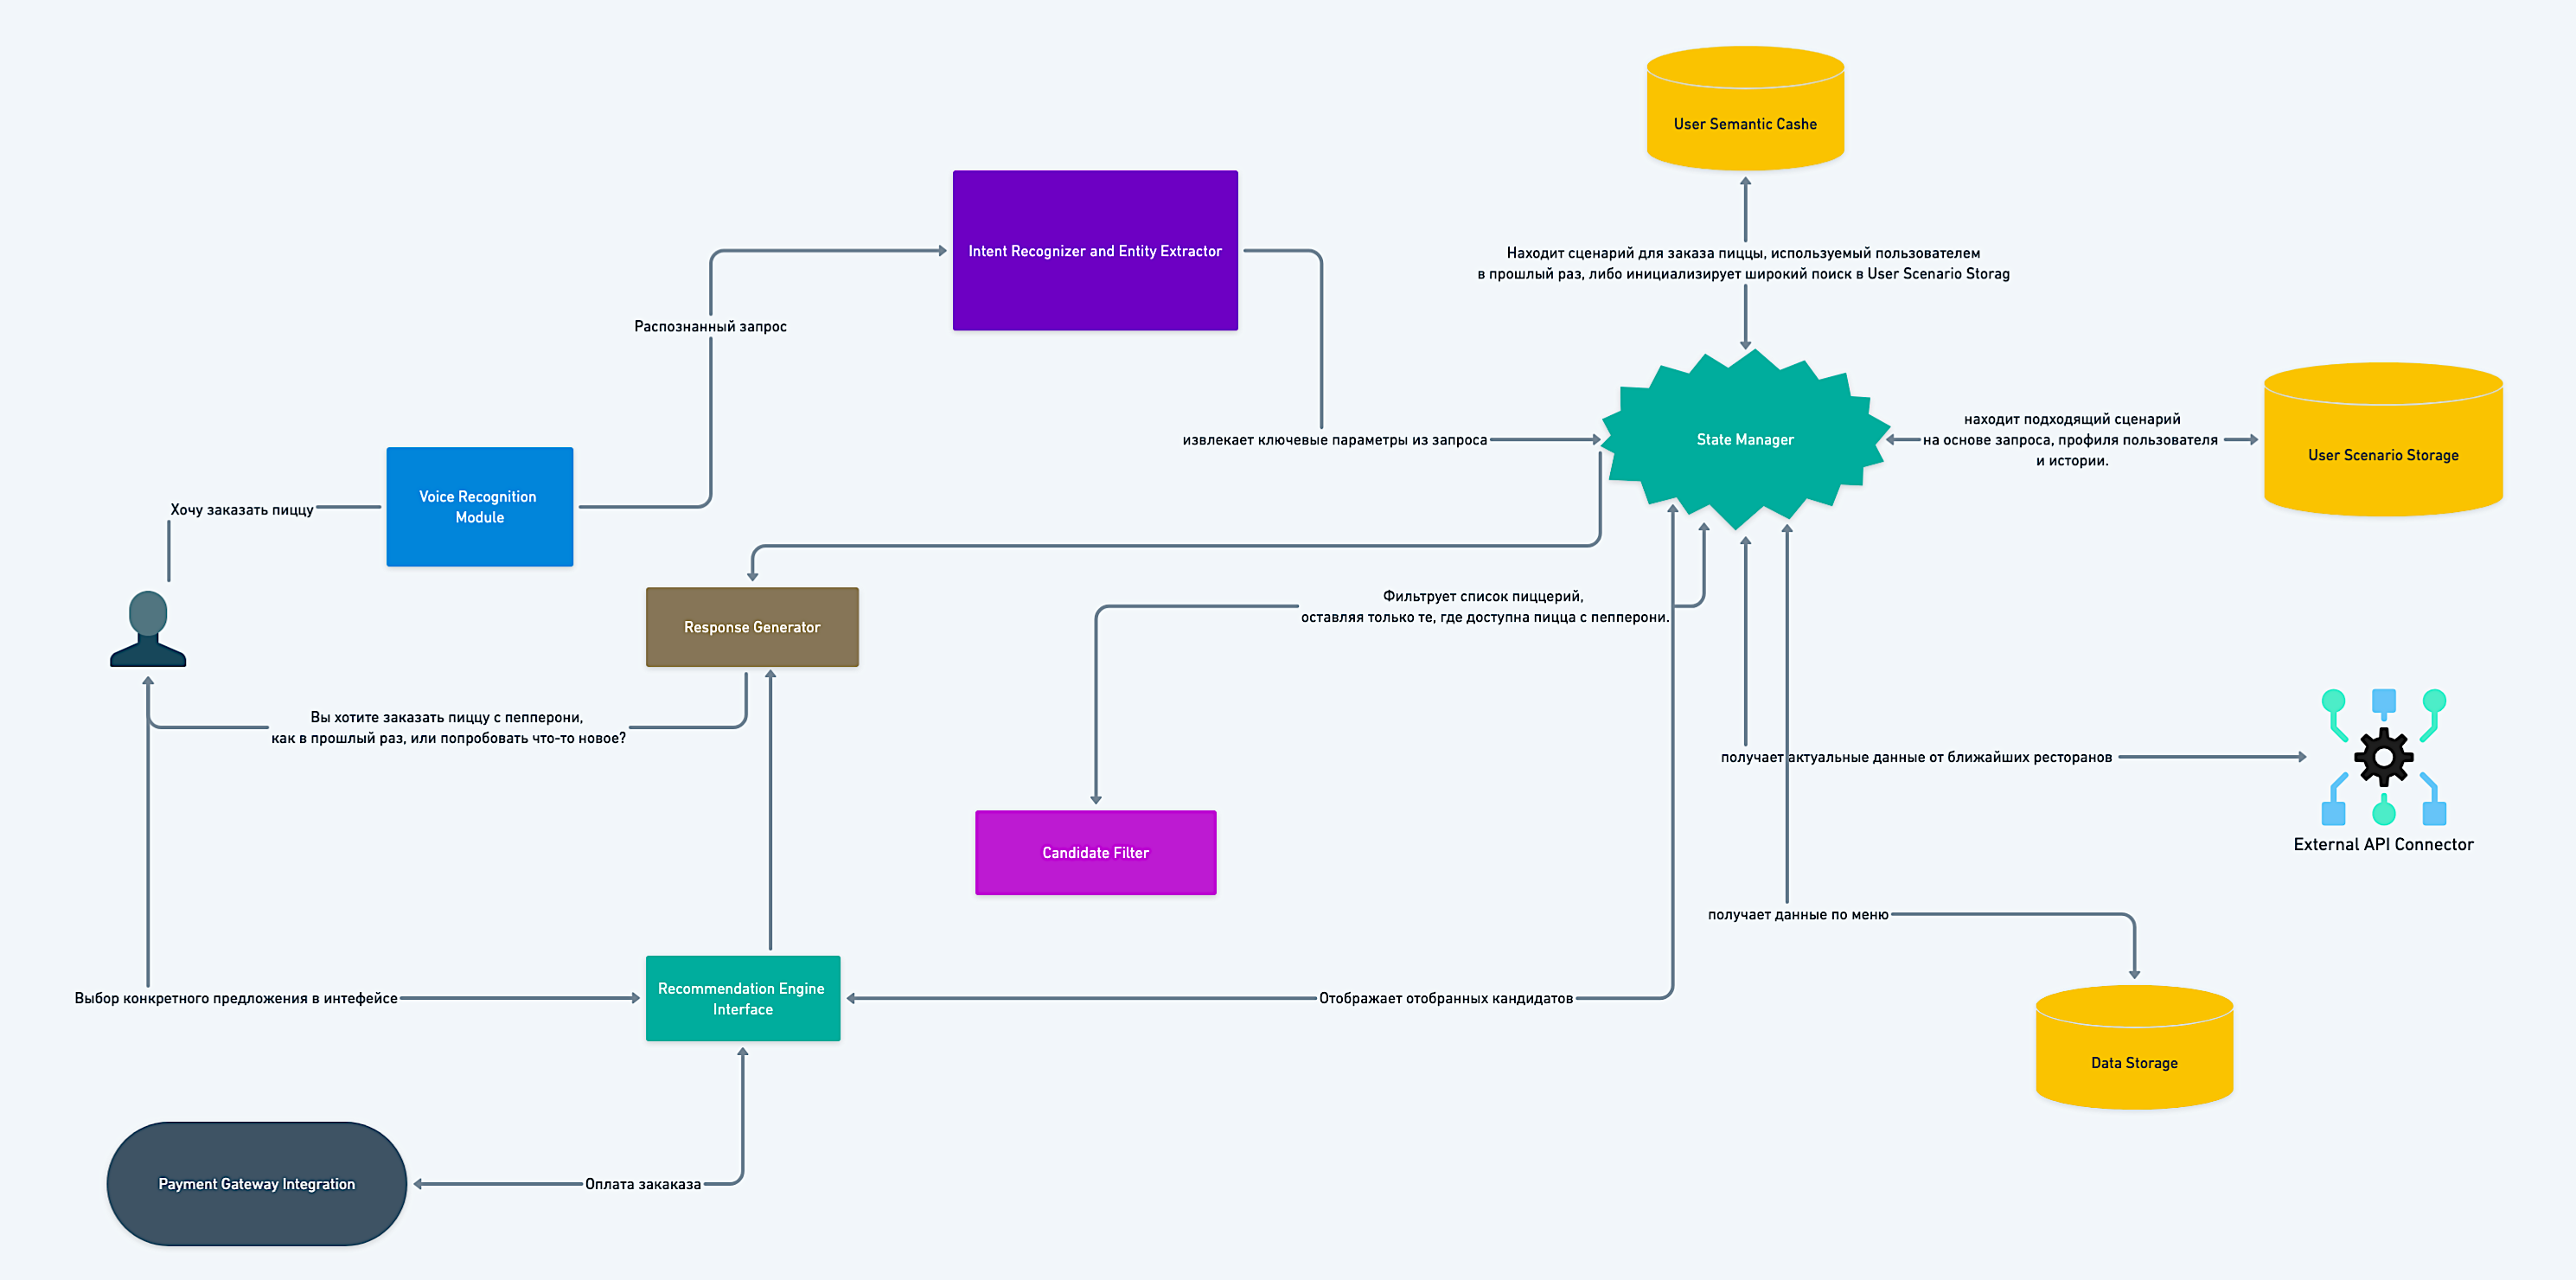 User Semantic Cashe
Intent Recognizer and Entity Extractor
Находит сценарий для заказа пиццы, используемый пользователем
в прошлый раз, либо инициализирует широкий поиск в User Scenario Storag
Распознанный запрос
извлекает ключевые параметры из запроса
State Manager
находит подходящий сценарий
на основе запроса, профиля пользователя
и истории.
User Scenario Storage
Voice Recognition
Module
Хочу заказать пиццу
Response Generator
Фильтрует список пиццерий,
оставляя только те, где доступна пицца с пепперони.
Вы хотите заказать пиццу с пепперони,
как в прошлый раз, или попробовать что-то новое?
получает актуальные данные от ближайших ресторанов
External API Connector
Candidate Filter
получает данные по меню
Выбор конкретного предложения в интефейсе
Recommendation Engine
Interface
Отображает отобранных кандидатов
Data Storage
Payment Gateway Integration
Оплата закаказа